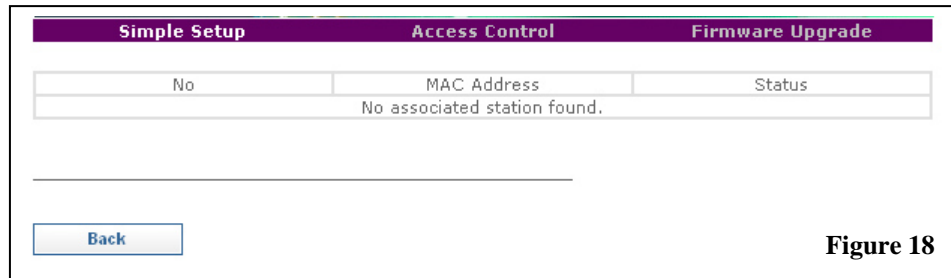 Simple Setup Access Control Firmware Upgrade
No MAC Address Status
No associated station found.
Back
Figure 18